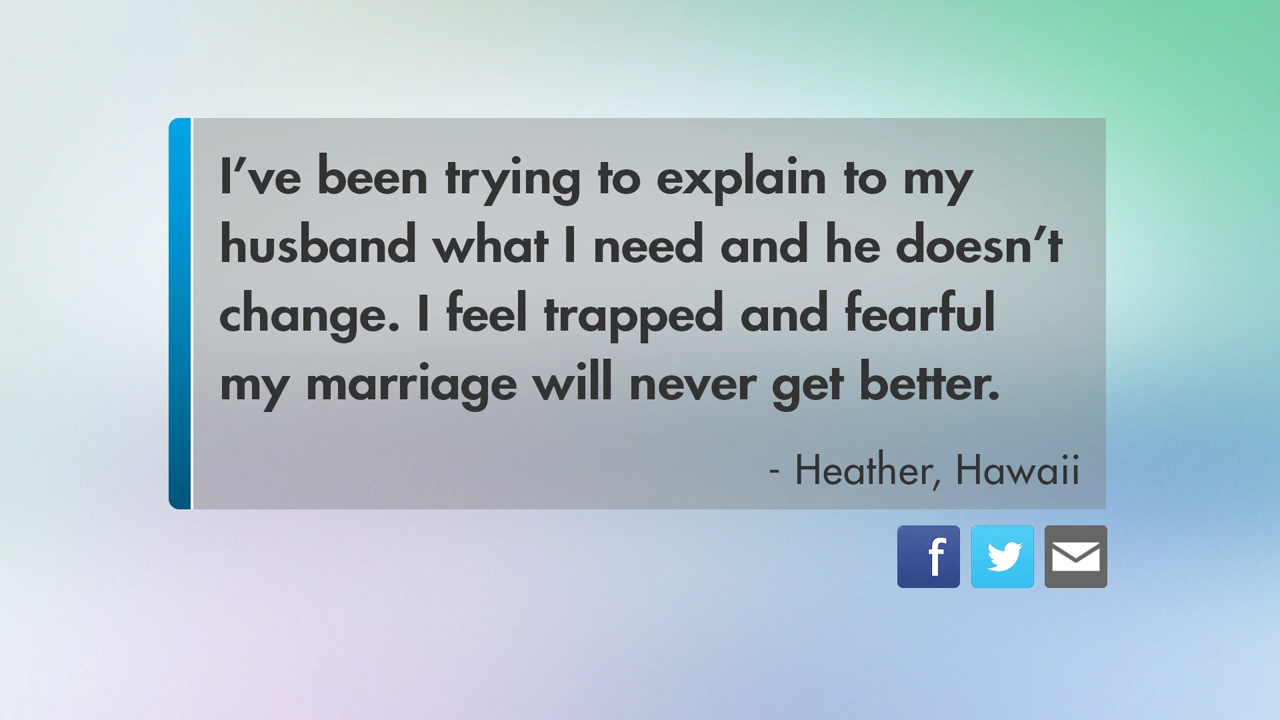 I’ve been trying to explain to my
husband what I need and he doesn’t
change. I feel trapped and fearful
my marriage will never get better.
- Heather, Hawaii
f